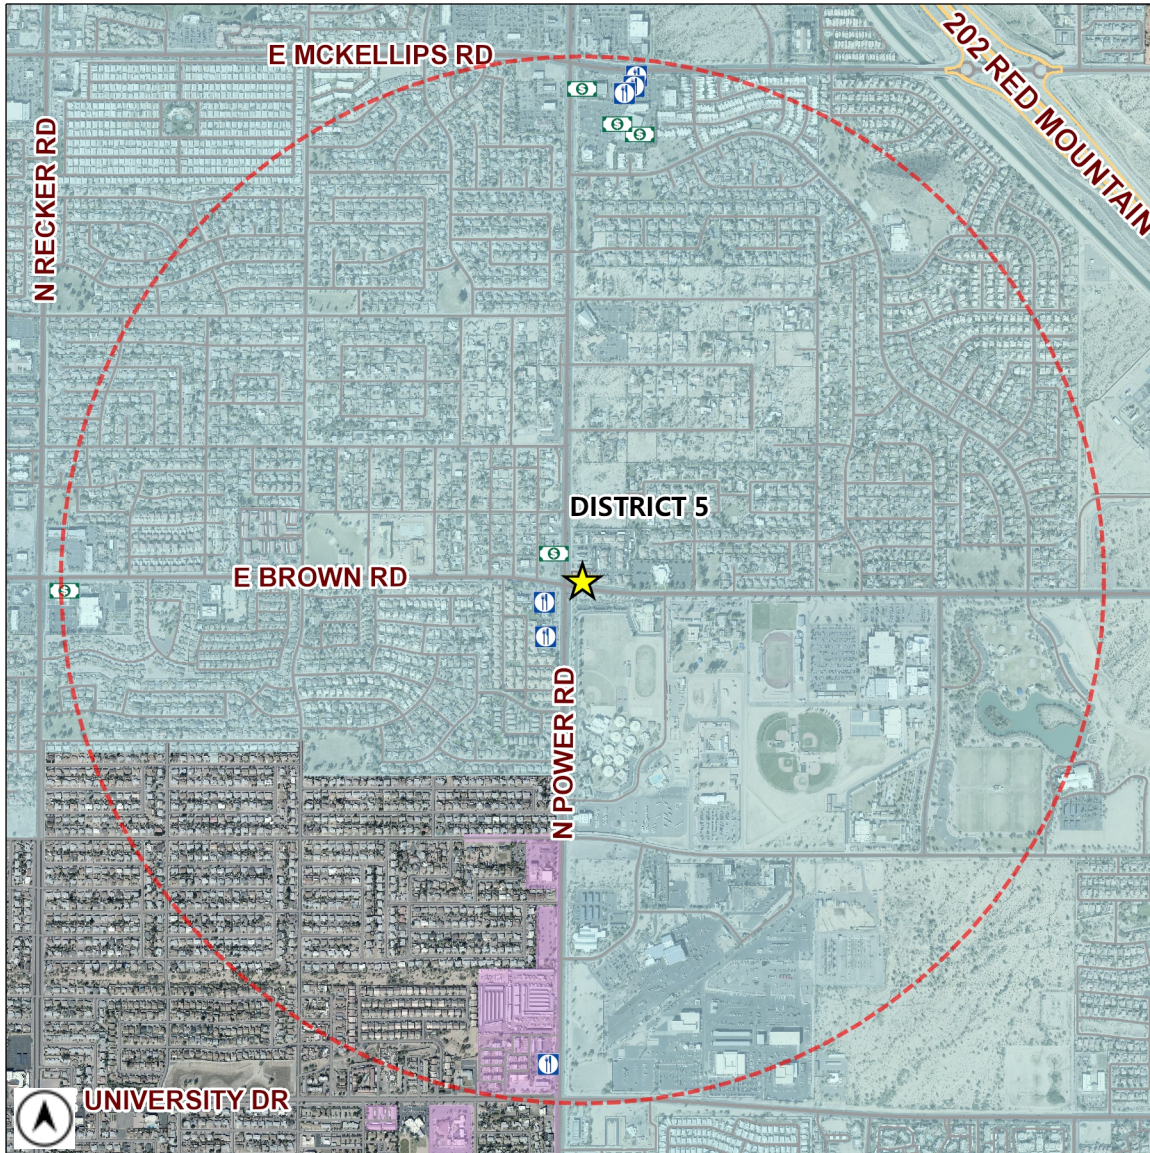 E MCKELLIPS RD
202 RED MOUNTAIN
N RECKER RD
DISTRICT 5
E BROWN RD
N POWER RD
UNIVERSITY DR